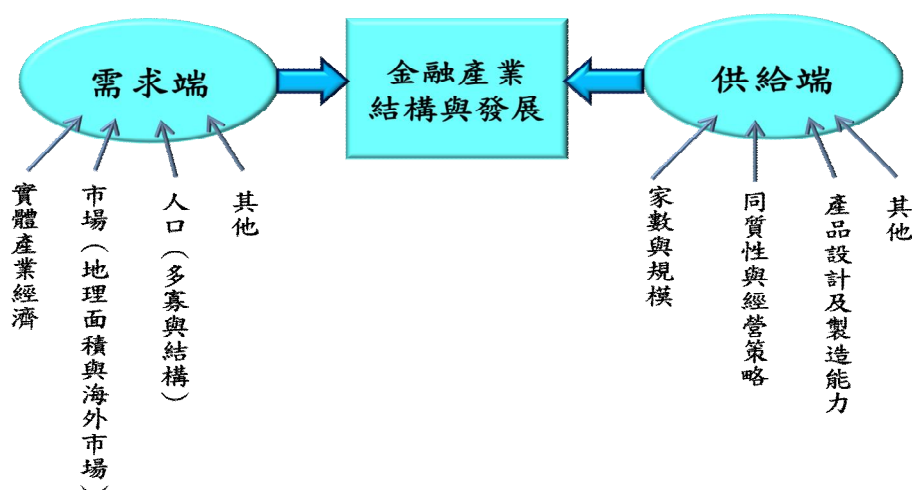 需求端
金融產業
結構與發展
供給端
實體產業經濟
市場（地理面積與海外市場）
人口（多寡與結構）
其他
家數與規模
同質性與經營策略
產品設計及製造能力
其他